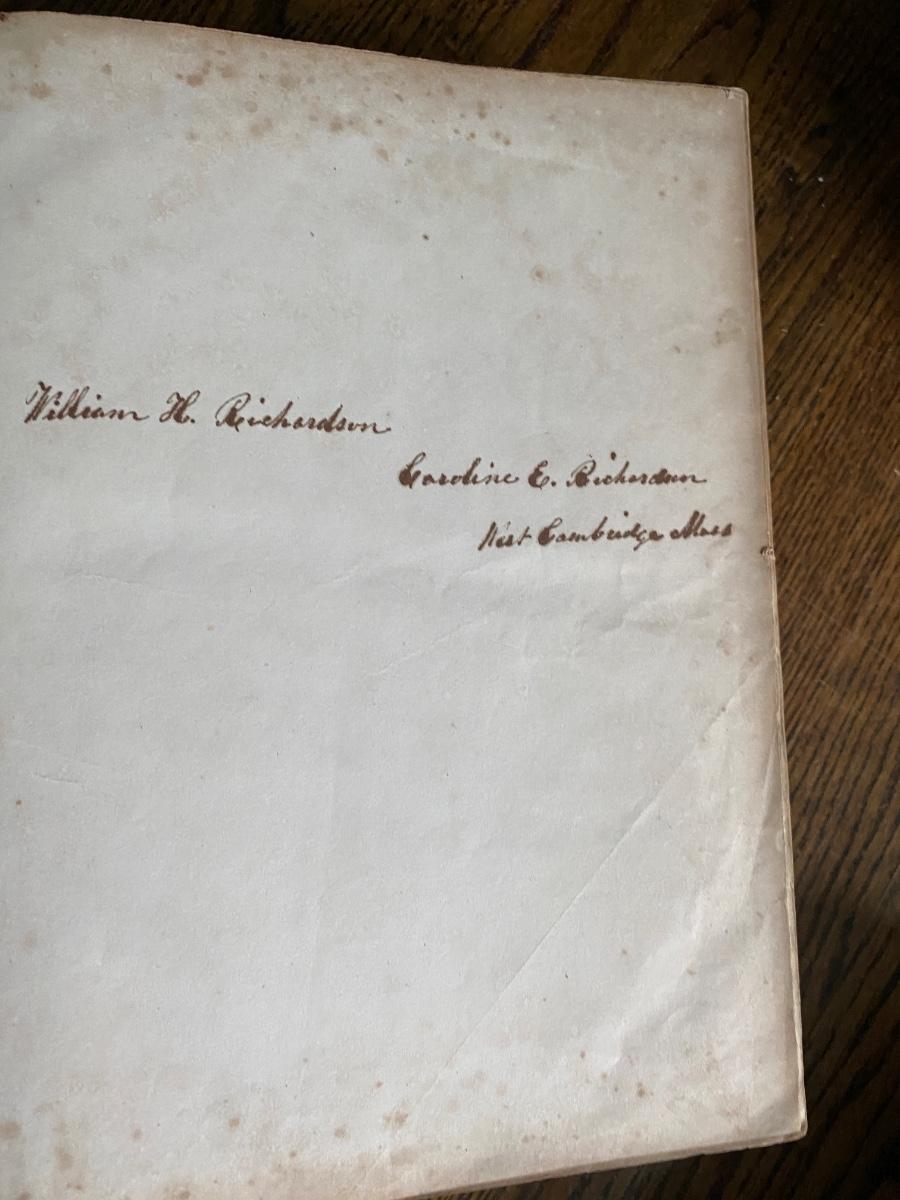 William H. Richardson
Caroline E. Richardson
West Cambridge Mass